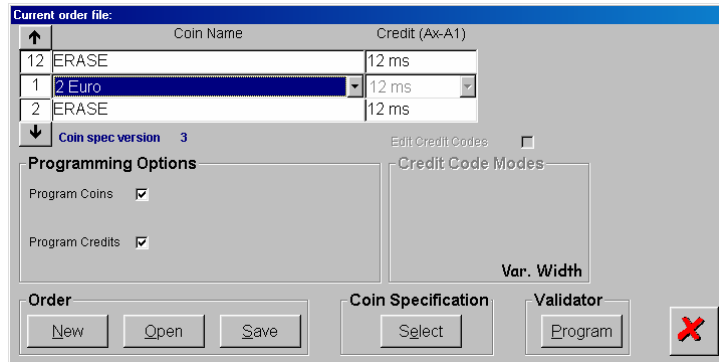 Current order file:
Coin Name Credit (Ax-A1)
12 ERASE 12 ms
1 2 Euro 12 ms
2 ERASE 12 ms
Coin spec version 3 Edit Credit Codes
Programming Options Credit Code Modes
Program Coins
Program Credits
Var. Width
Order Coin Specification Validator
New Open Save Select Program